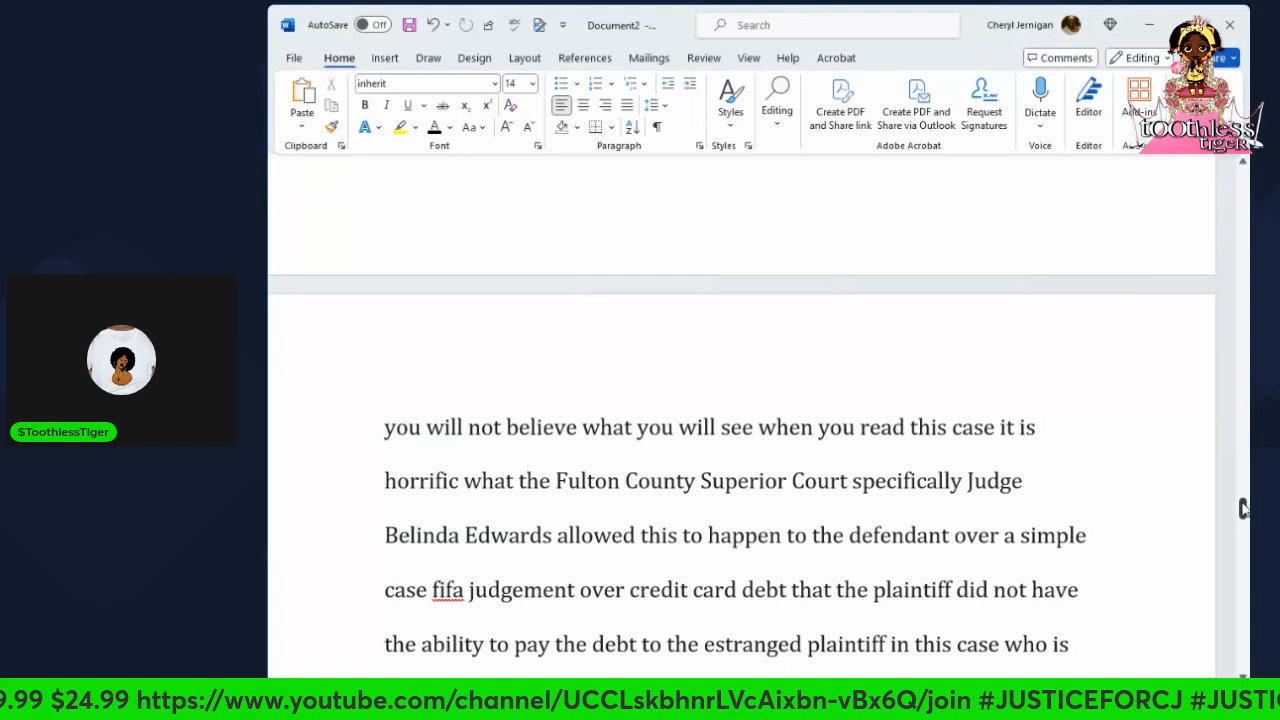 AutoSave Off Document2 -... Search Cheryl Jernigan
File Home Insert Draw Design Layout References Mailings Review View Help Acrobat Comments Editing
inherit 14
Paste
Styles
Editing
Create PDF and Share link
Create PDF and Share via Outlook
Request Signatures
Dictate
Editor
Add-ins
Clipboard Font Paragraph Styles Adobe Acrobat Voice Editor
toothless
tiger
you will not believe what you will see when you read this case it is
horrific what the Fulton County Superior Court specifically Judge
Belinda Edwards allowed this to happen to the defendant over a simple
case fifa judgement over credit card debt that the plaintiff did not have
the ability to pay the debt to the estranged plaintiff in this case who is
$ToothlessTiger
9.99 $24.99 https://www.youtube.com/channel/UCCLskbhnrLVcAixbn-vBx6Q/join #JUSTICEFORCJ #JUSTI